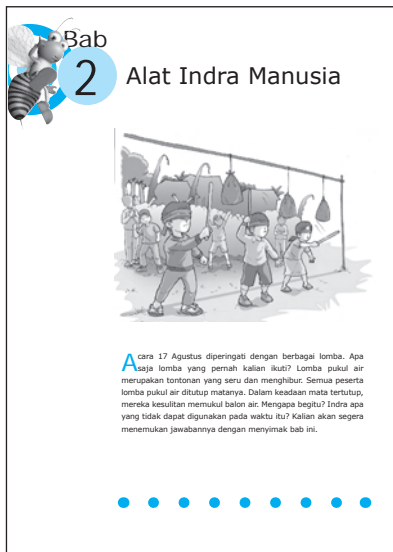 Bab
2
Alat Indra Manusia
Acara 17 Agustus diperingati dengan berbagai lomba. Apa
saja lomba yang pernah kalian ikuti? Lomba pukul air
merupakan tontonan yang seru dan menghibur. Semua peserta
lomba pukul air ditutup matanya. Dalam keadaan mata tertutup,
mereka kesulitan memukul balon air. Mengapa begitu? Indra apa
yang tidak dapat digunakan pada waktu itu? Kalian akan segera
menemukan jawabannya dengan menyimak bab ini.